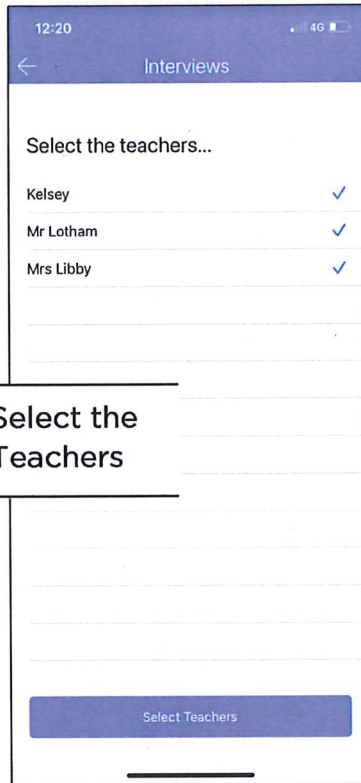 12:20 4G
Interviews
Select the teachers...
Kelsey
Mr Lotham
Mrs Libby
Select the
Teachers
Select Teachers